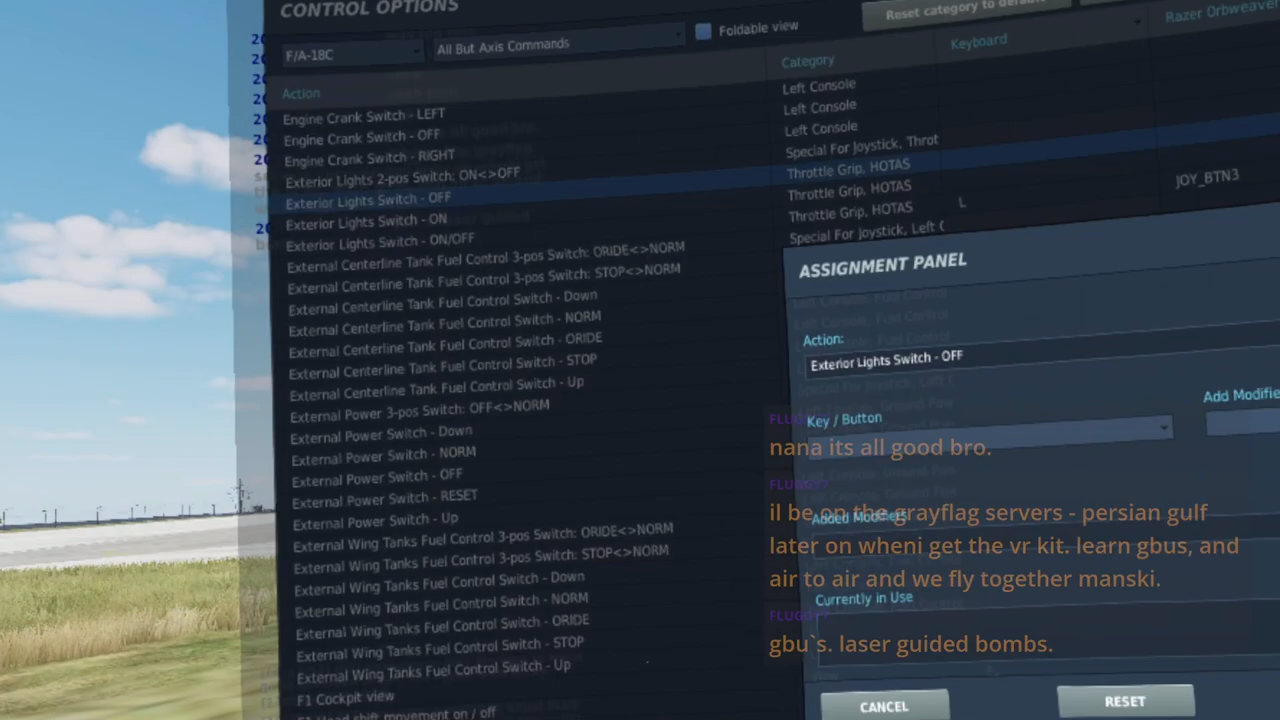 CONTROL OPTIONS
Reset category to default
F/A-18C
All But Axis Commands
Foldable view
Action
Category
Keyboard
Razer Orbweaver
Engine Crank Switch - LEFT
Left Console
Engine Crank Switch - OFF
Left Console
Engine Crank Switch - RIGHT
Left Console
Exterior Lights 2-pos Switch: ON<>OFF
Special For Joystick, Throt
Exterior Lights Switch - OFF
Throttle Grip, HOTAS
Exterior Lights Switch - ON
Throttle Grip, HOTAS
JOY_BTN3
Exterior Lights Switch - ON/OFF
Throttle Grip, HOTAS
L
External Centerline Tank Fuel Control 3-pos Switch: ORIDE<>NORM
Special For Joystick, Left C
External Centerline Tank Fuel Control 3-pos Switch: STOP<>NORM
External Centerline Tank Fuel Control Switch - Down
External Centerline Tank Fuel Control Switch - NORM
External Centerline Tank Fuel Control Switch - ORIDE
External Centerline Tank Fuel Control Switch - STOP
External Centerline Tank Fuel Control Switch - Up
External Power 3-pos Switch: OFF<>NORM
External Power Switch - Down
External Power Switch - NORM
External Power Switch - OFF
External Power Switch - RESET
External Power Switch - Up
External Wing Tanks Fuel Control 3-pos Switch: ORIDE<>NORM
External Wing Tanks Fuel Control 3-pos Switch: STOP<>NORM
External Wing Tanks Fuel Control Switch - Down
External Wing Tanks Fuel Control Switch - NORM
External Wing Tanks Fuel Control Switch - ORIDE
External Wing Tanks Fuel Control Switch - STOP
External Wing Tanks Fuel Control Switch - Up
F1 Cockpit view
F1 Head shift movement on / off
ASSIGNMENT PANEL
Action:
Exterior Lights Switch - OFF
Key / Button
Add Modifie
nana its all good bro.
il be on the grayflag servers - persian gulf
Added Modifiers
later on wheni get the vr kit. learn gbus, and
air to air and we fly together manski.
Currently in Use
gbu`s. laser guided bombs.
CANCEL
RESET